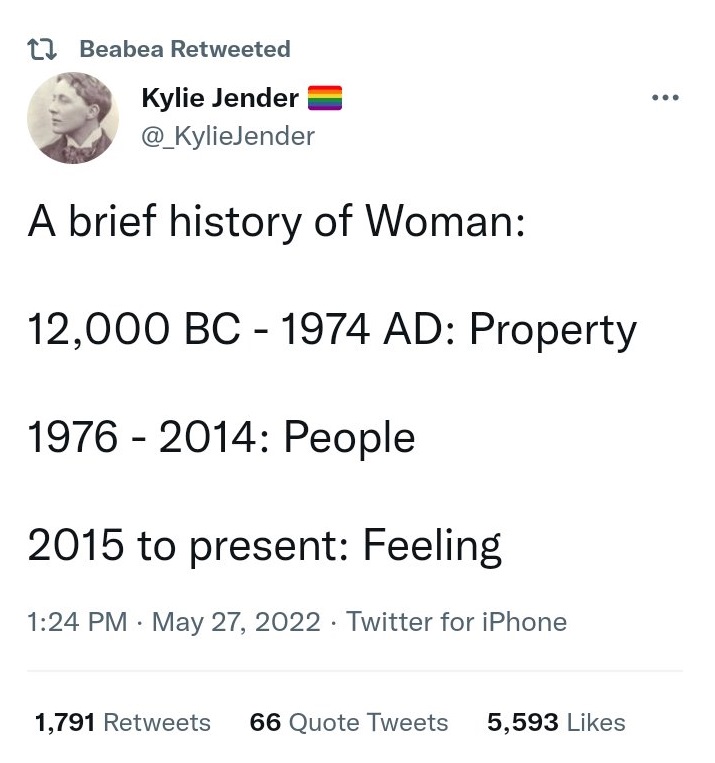 Beabea Retweeted
Kylie Jender 🏳️‍🌈
@_KylieJender
A brief history of Woman:
12,000 BC - 1974 AD: Property
1976 - 2014: People
2015 to present: Feeling
1:24 PM · May 27, 2022 · Twitter for iPhone
1,791 Retweets 66 Quote Tweets 5,593 Likes